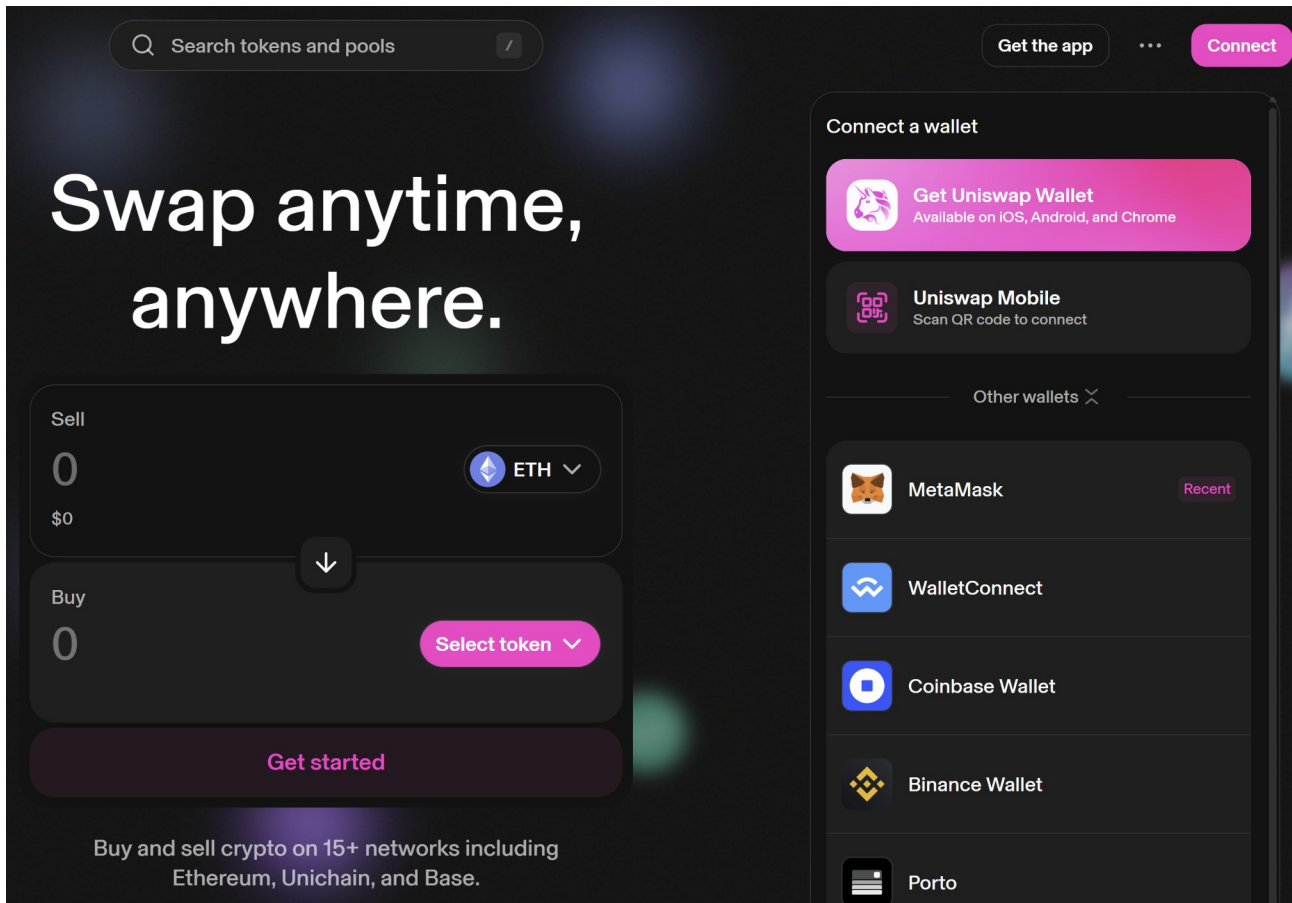 Search tokens and pools
/
Get the app
...
Connect
Swap anytime,
anywhere.
Sell
0
ETH
$0
Buy
0
Select token
Get started
Buy and sell crypto on 15+ networks including
Ethereum, Unichain, and Base.
Connect a wallet
Get Uniswap Wallet
Available on iOS, Android, and Chrome
Uniswap Mobile
Scan QR code to connect
Other wallets
MetaMask
Recent
WalletConnect
Coinbase Wallet
Binance Wallet
Porto